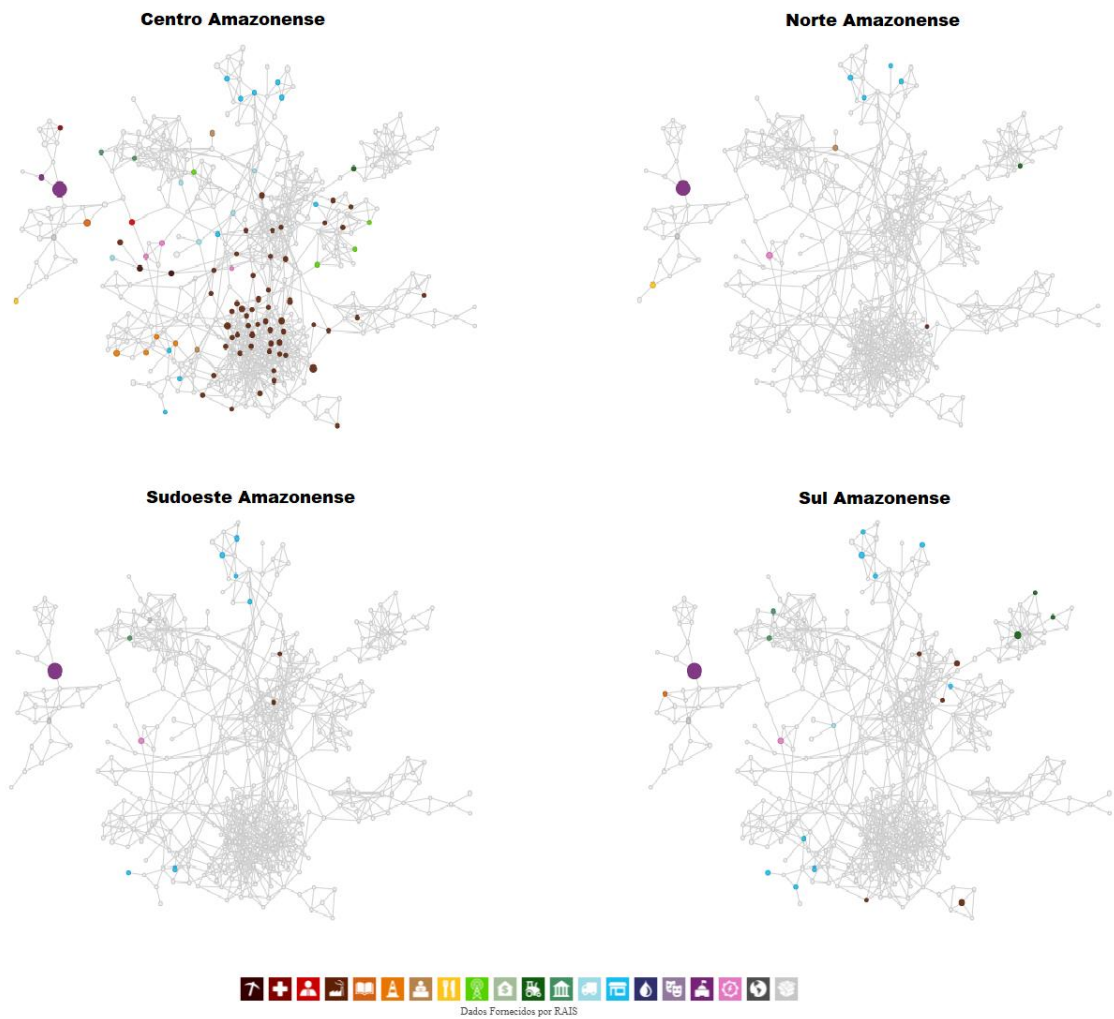 Centro Amazonense
Norte Amazonense
Sudoeste Amazonense
Sul Amazonense
Dados Fornecidos por RAIS